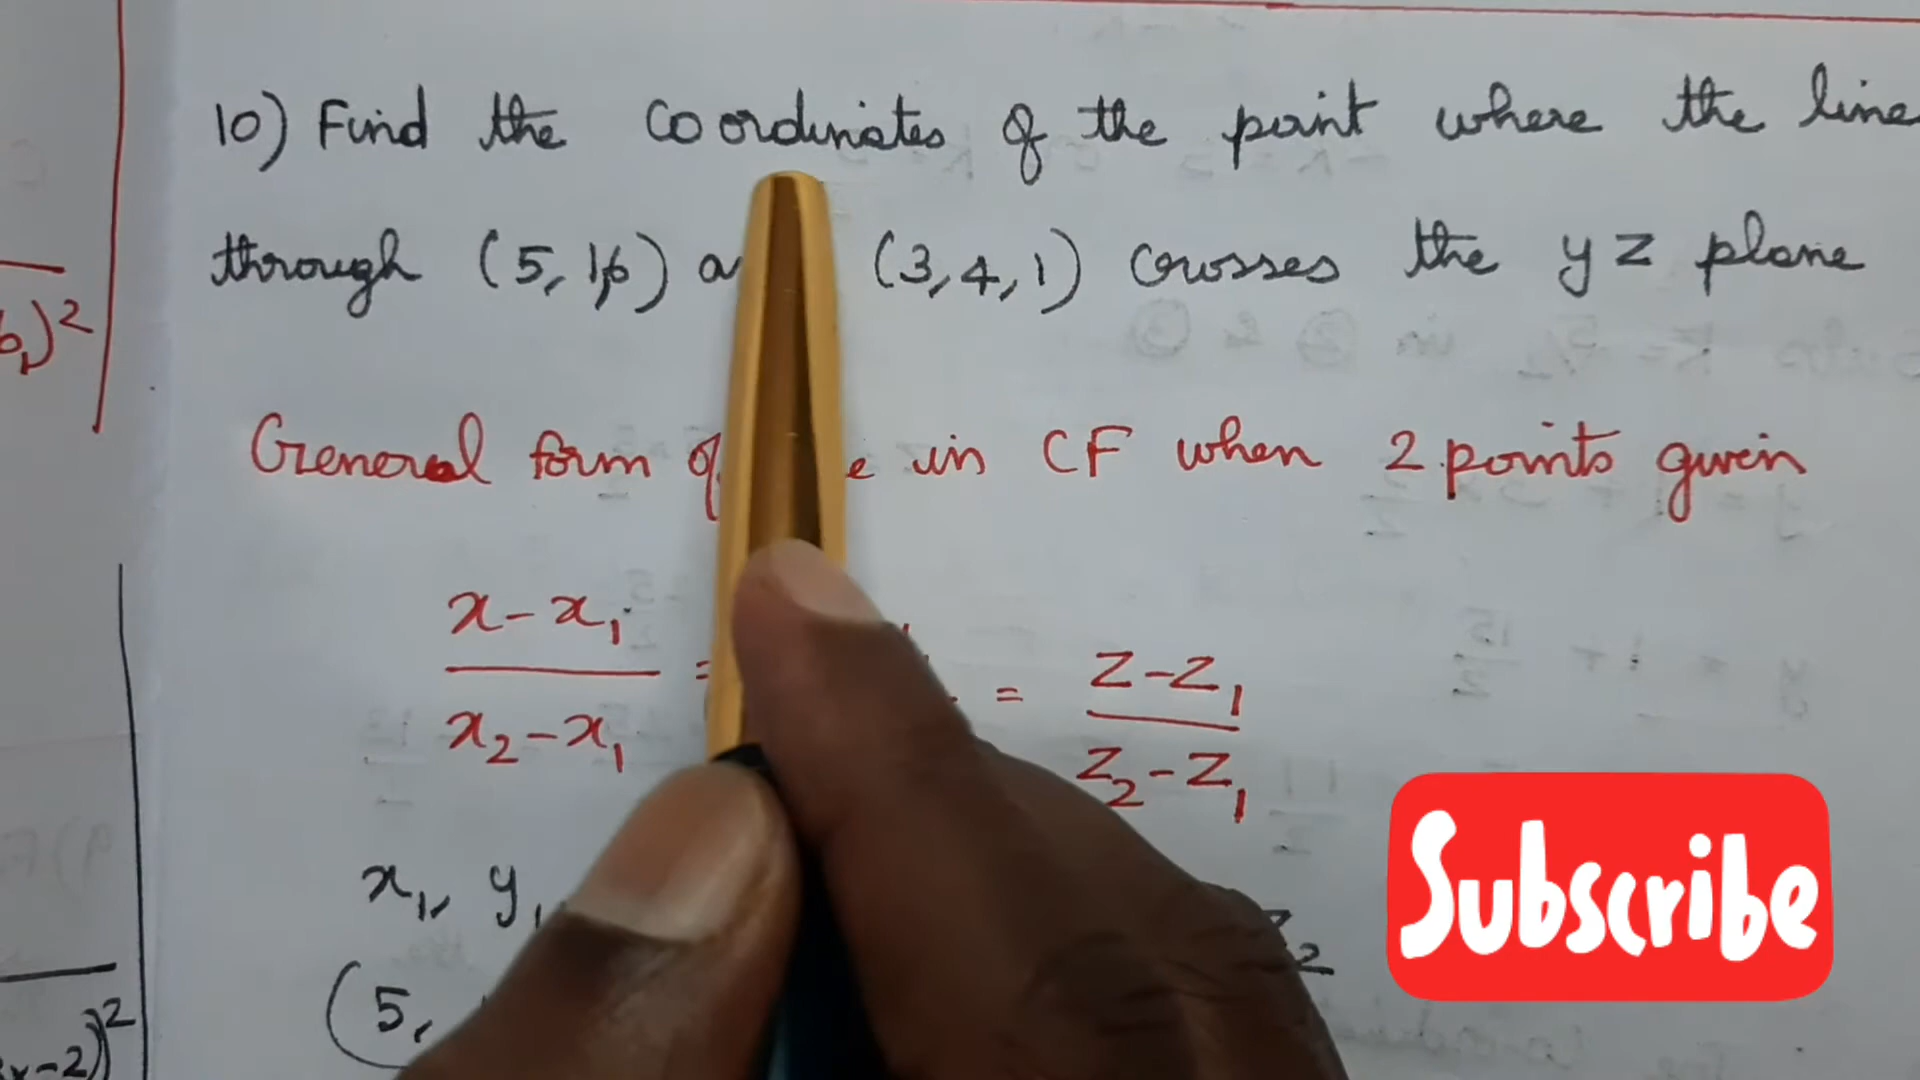 10) Find the coordinates of the point where the line
through (5, 1, 6) (3, 4, 1) crosses the yz plane
General form in CF when 2 points given
x - x₁ = z - z₁
x₂ - x₁ z₂ - z₁
x₁, y₁
(5,
Subscribe